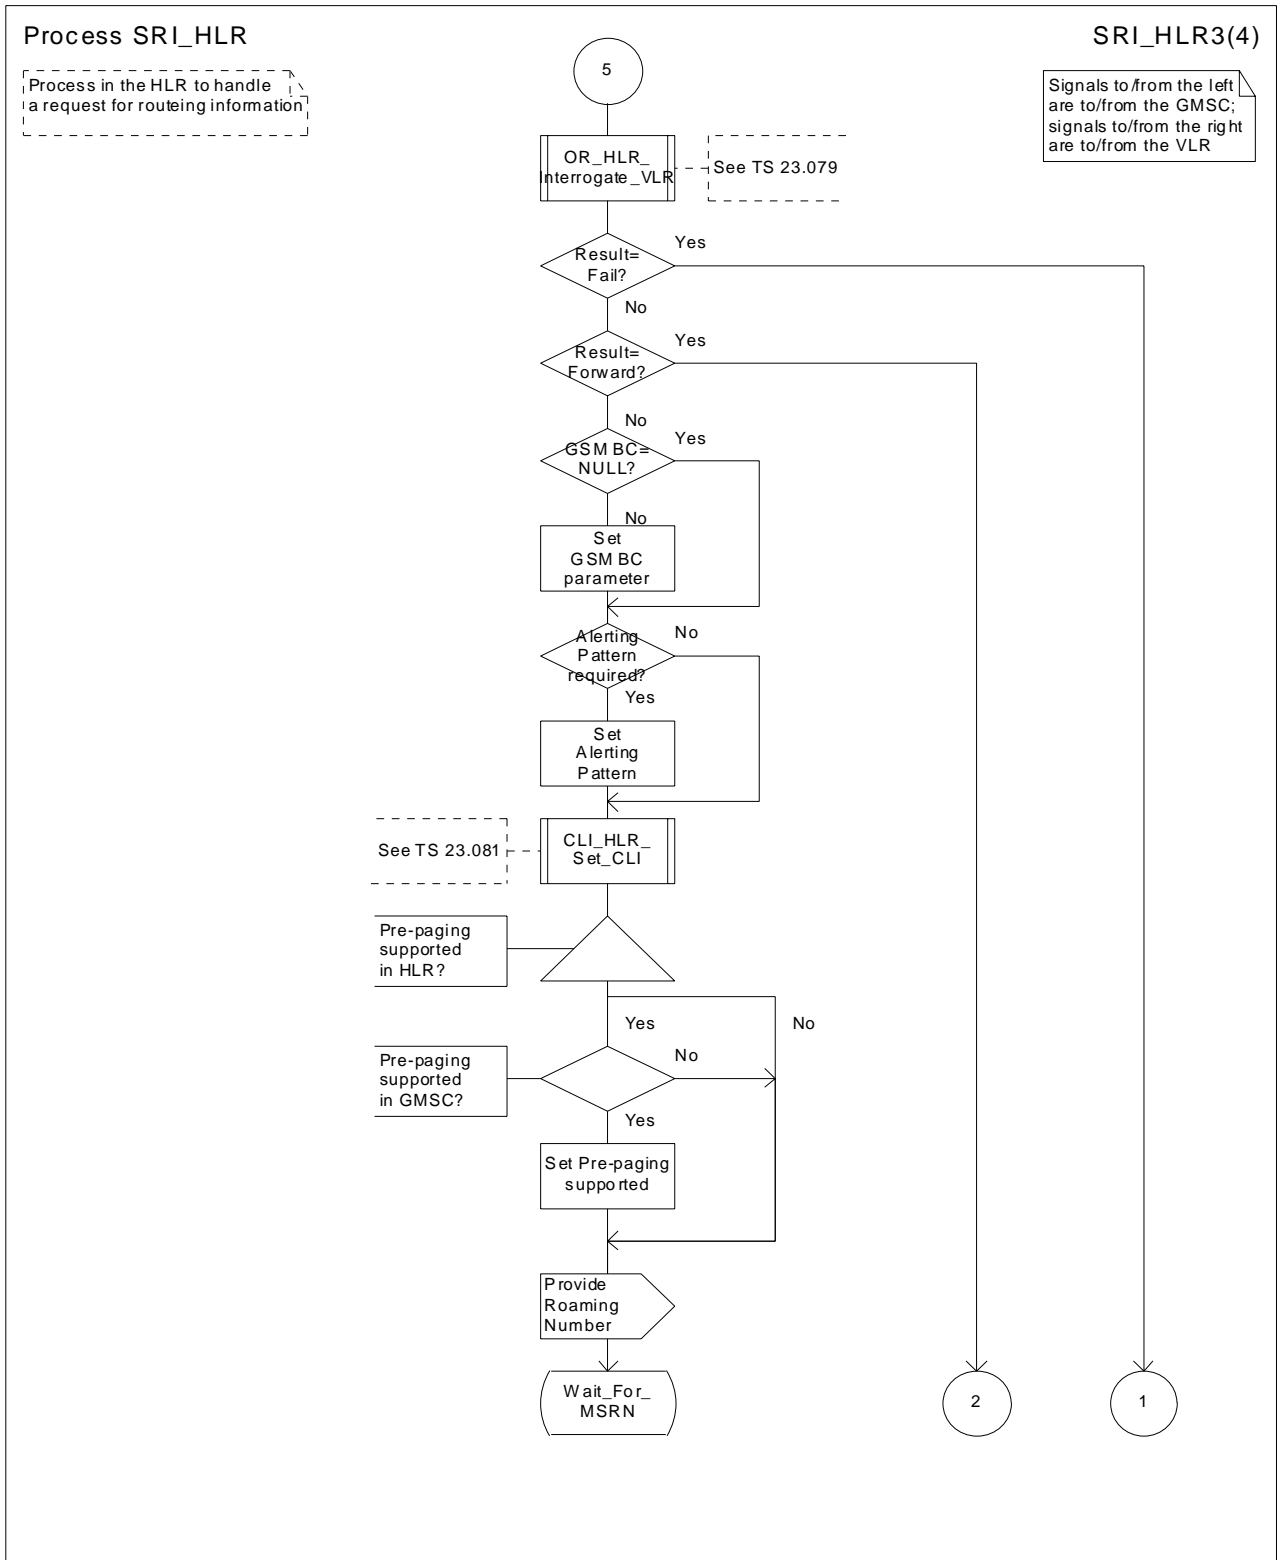 Process SRI_HLR
SRI_HLR3(4)
Process in the HLR to handle
a request for routeing information
Signals to/from the left
are to/from the GMSC;
signals to/from the right
are to/from the VLR
5
OR_HLR_
Interrogate_VLR
See TS 23.079
Result=
Fail?
Yes
No
Result=
Forward?
Yes
No
GSM BC=
NULL?
Yes
No
Set
GSM BC
parameter
Alerting
Pattern
required?
No
Yes
Set
Alerting
Pattern
See TS 23.081
CLI_HLR_
Set_CLI
Pre-paging
supported
in HLR?
Yes
No
Pre-paging
supported
in GMSC?
No
Yes
Set Pre-paging
supported
Provide
Roaming
Number
Wait_For_
MSRN
2
1